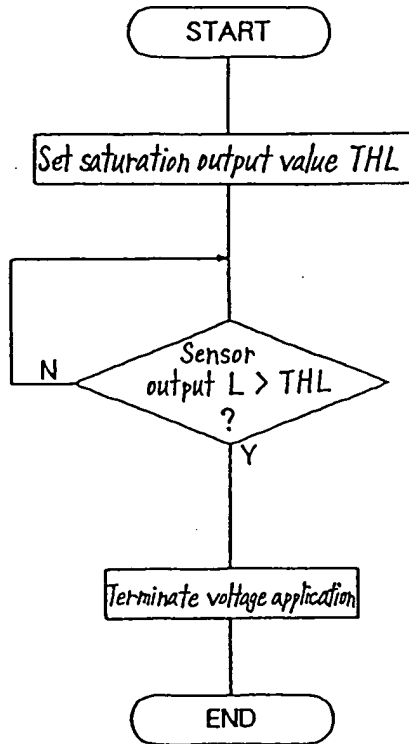 START
Set saturation output value THL
Sensor
output L > THL
?
N
Y
Terminate voltage application
END